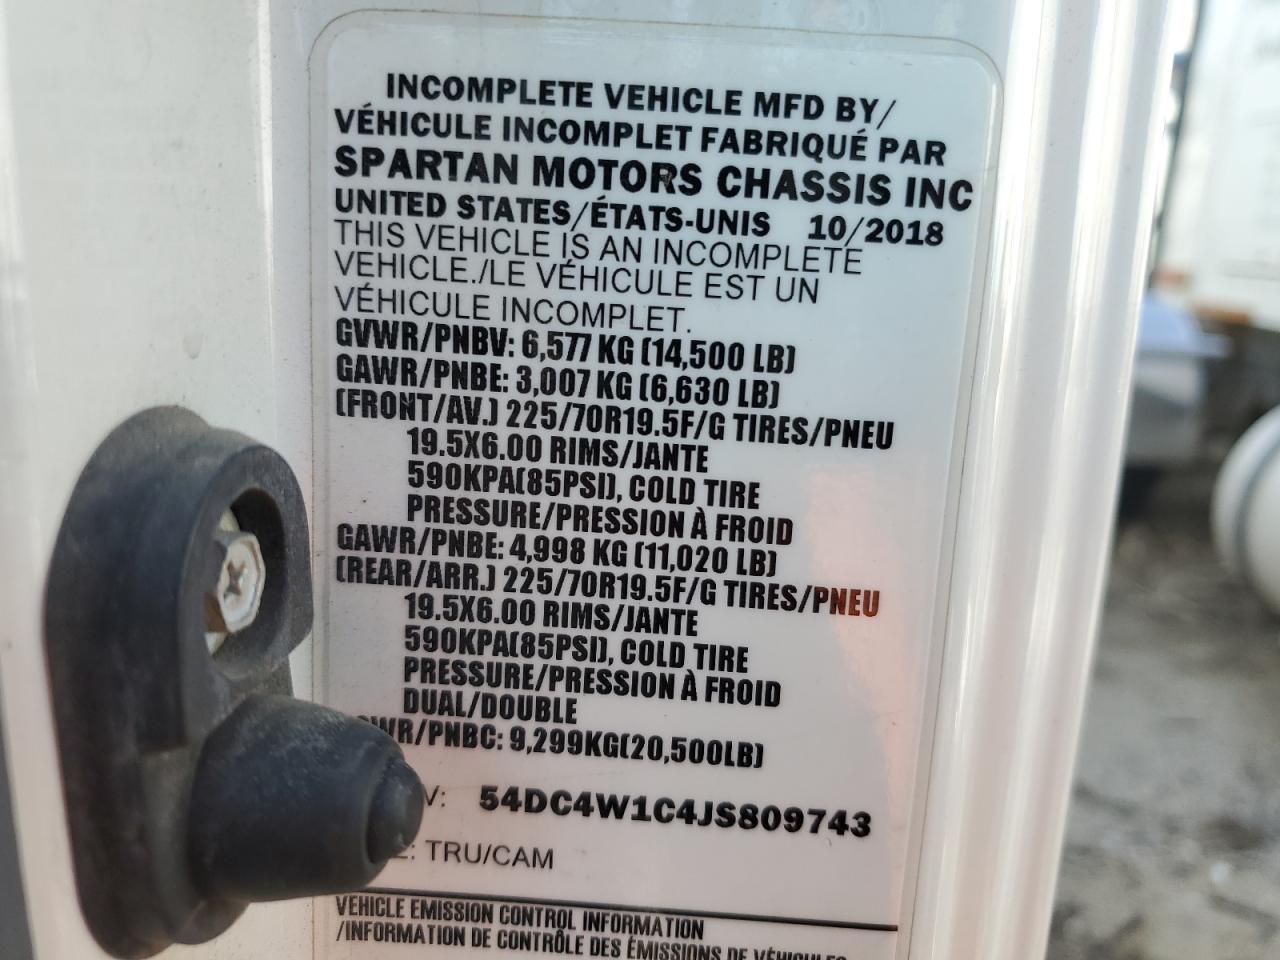 INCOMPLETE VEHICLE MFD BY/
VÉHICULE INCOMPLET FABRIQUÉ PAR
SPARTAN MOTORS CHASSIS INC
UNITED STATES/ÉTATS-UNIS 10/2018
THIS VEHICLE IS AN INCOMPLETE
VEHICLE./LE VÉHICULE EST UN
VÉHICULE INCOMPLET.
GVWR/PNBV: 6,577 KG (14,500 LB)
GAWR/PNBE: 3,007 KG (6,630 LB)
(FRONT/AV.) 225/70R19.5F/G TIRES/PNEU
19.5X6.00 RIMS/JANTE
590KPA(85PSI), COLD TIRE
PRESSURE/PRESSION À FROID
GAWR/PNBE: 4,998 KG (11,020 LB)
(REAR/ARR.) 225/70R19.5F/G TIRES/PNEU
19.5X6.00 RIMS/JANTE
590KPA(85PSI), COLD TIRE
PRESSURE/PRESSION À FROID
DUAL/DOUBLE
WR/PNBC: 9,299KG(20,500LB)
V: 54DC4W1C4JS809743
: TRU/CAM
VEHICLE EMISSION CONTROL INFORMATION
/INFORMATION DE CONTRÔLE DES ÉMISSIONS DE VÉHICULES